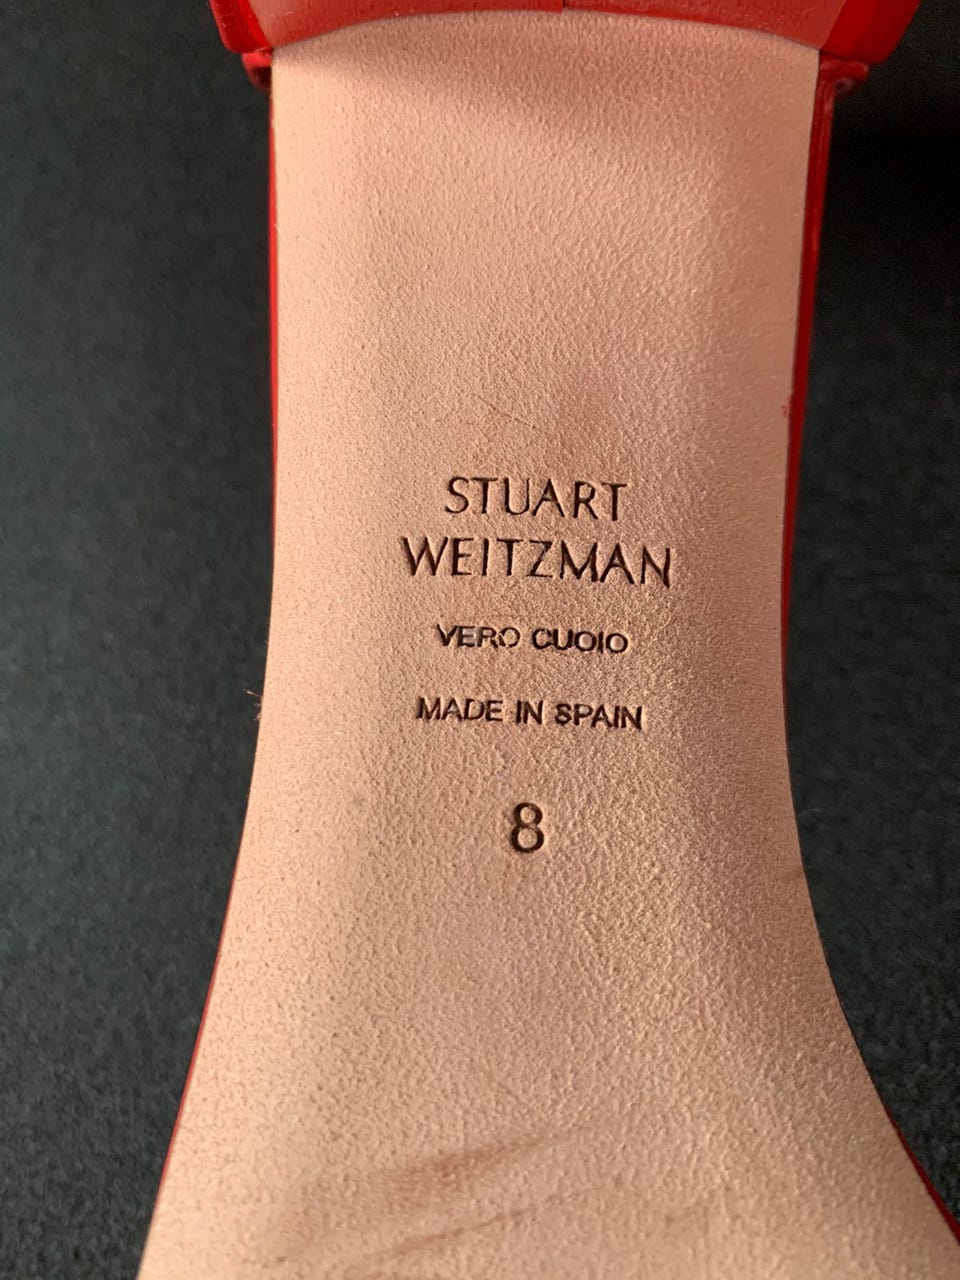 STUART
WEITZMAN
VERO CUOIO
MADE IN SPAIN
8